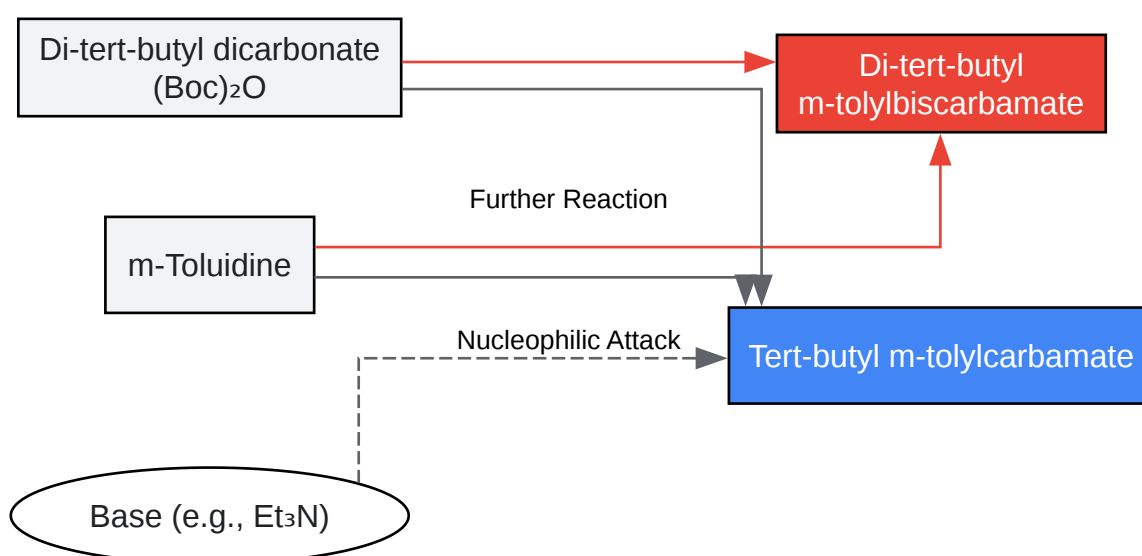 Di-tert-butyl dicarbonate
(Boc)₂O
Di-tert-butyl
m-tolylbiscarbamate
Further Reaction
m-Toluidine
Nucleophilic Attack
Tert-butyl m-tolylcarbamate
Base (e.g., Et₃N)